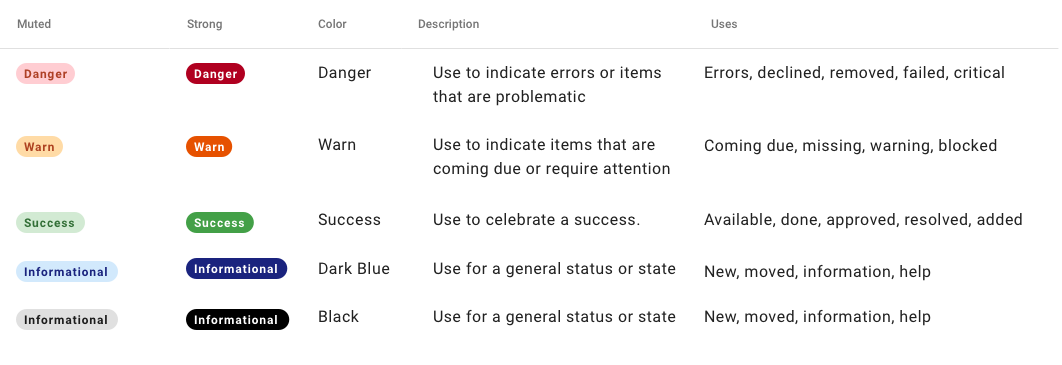 Muted Strong Color Description Uses
Danger Danger Danger Use to indicate errors or items Errors, declined, removed, failed, critical
that are problematic
Warn Warn Warn Use to indicate items that are Coming due, missing, warning, blocked
coming due or require attention
Success Success Success Use to celebrate a success. Available, done, approved, resolved, added
Informational Informational Dark Blue Use for a general status or state New, moved, information, help
Informational Informational Black Use for a general status or state New, moved, information, help